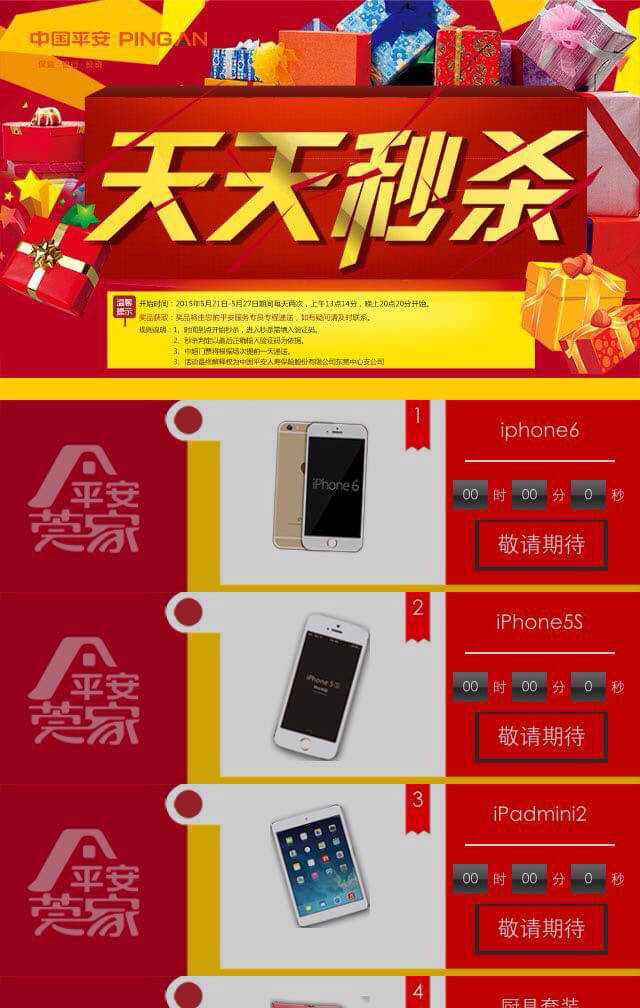 中国平安 PING AN
保险·银行·投资
天天秒杀
温馨
提示
开始时间：2015年5月21日-5月27日期间每天两次，上午13点14分，晚上20点20分开始。
奖品获取：奖品将由您的平安服务专员专程递送，如有疑问请及时联系。
规则说明：1、时间到点开始秒杀，进入秒杀需填入验证码。
2、秒杀判定以最后正确输入验证码为依据。
3、中超门票将根据场次提前一天递送。
3、活动最终解释权为中国平安人寿保险股份有限公司东莞中心支公司
平安
莞家
iPhone 6
1
iphone6
00 时 00 分 0 秒
敬请期待
平安
莞家
iPhone 5S
MockUp
2
iPhone5S
00 时 00 分 0 秒
敬请期待
平安
莞家
3
iPadmini2
00 时 00 分 0 秒
敬请期待
4
厨具套装